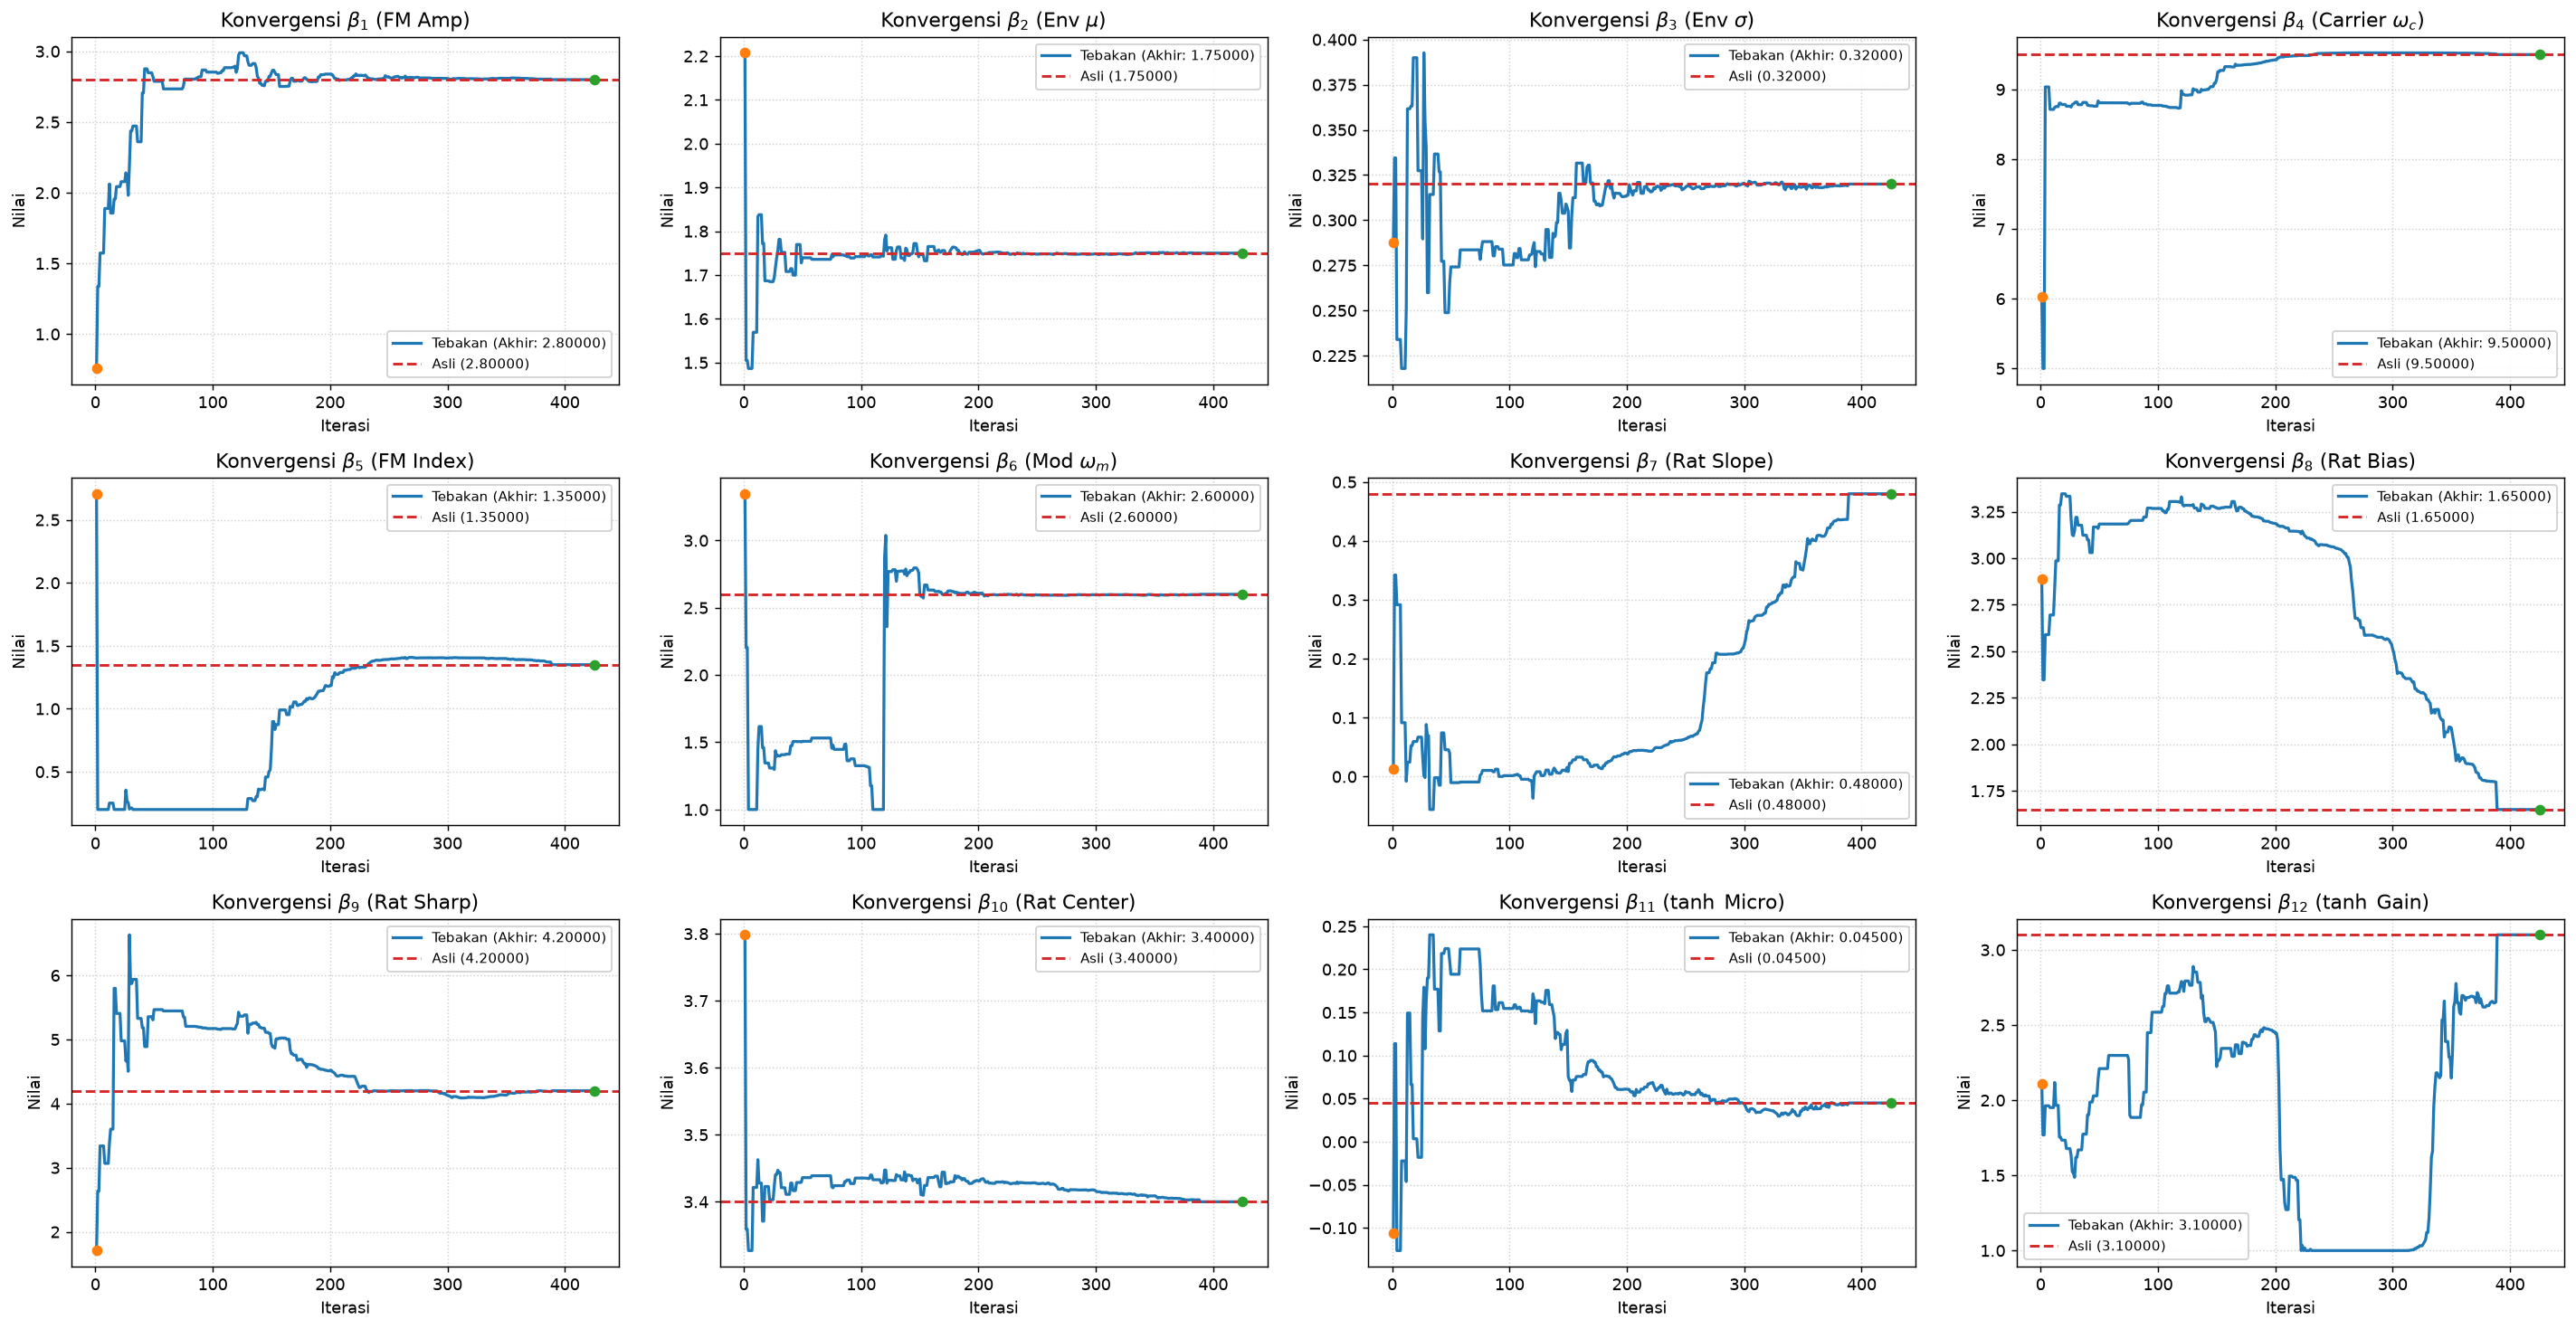 Konvergensi β₁ (FM Amp)
3.0
2.5
2.0
1.5
1.0
Nilai
Tebakan (Akhir: 2.80000)
Asli (2.80000)
0 100 200 300 400
Iterasi
Konvergensi β₂ (Env μ)
2.2
2.1
2.0
1.9
1.8
1.7
1.6
1.5
Nilai
Tebakan (Akhir: 1.75000)
Asli (1.75000)
0 100 200 300 400
Iterasi
Konvergensi β₃ (Env σ)
0.400
0.375
0.350
0.325
0.300
0.275
0.250
0.225
Nilai
Tebakan (Akhir: 0.32000)
Asli (0.32000)
0 100 200 300 400
Iterasi
Konvergensi β₄ (Carrier ω_c)
9
8
7
6
5
Nilai
Tebakan (Akhir: 9.50000)
Asli (9.50000)
0 100 200 300 400
Iterasi
Konvergensi β₅ (FM Index)
2.5
2.0
1.5
1.0
0.5
Nilai
Tebakan (Akhir: 1.35000)
Asli (1.35000)
0 100 200 300 400
Iterasi
Konvergensi β₆ (Mod ω_m)
3.0
2.5
2.0
1.5
1.0
Nilai
Tebakan (Akhir: 2.60000)
Asli (2.60000)
0 100 200 300 400
Iterasi
Konvergensi β₇ (Rat Slope)
0.5
0.4
0.3
0.2
0.1
0.0
Nilai
Tebakan (Akhir: 0.48000)
Asli (0.48000)
0 100 200 300 400
Iterasi
Konvergensi β₈ (Rat Bias)
3.25
3.00
2.75
2.50
2.25
2.00
1.75
Nilai
Tebakan (Akhir: 1.65000)
Asli (1.65000)
0 100 200 300 400
Iterasi
Konvergensi β₉ (Rat Sharp)
6
5
4
3
2
Nilai
Tebakan (Akhir: 4.20000)
Asli (4.20000)
0 100 200 300 400
Iterasi
Konvergensi β₁₀ (Rat Center)
3.8
3.7
3.6
3.5
3.4
Nilai
Tebakan (Akhir: 3.40000)
Asli (3.40000)
0 100 200 300 400
Iterasi
Konvergensi β₁₁ (tanh Micro)
0.25
0.20
0.15
0.10
0.05
0.00
−0.05
−0.10
Nilai
Tebakan (Akhir: 0.04500)
Asli (0.04500)
0 100 200 300 400
Iterasi
Konvergensi β₁₂ (tanh Gain)
3.0
2.5
2.0
1.5
1.0
Nilai
Tebakan (Akhir: 3.10000)
Asli (3.10000)
0 100 200 300 400
Iterasi